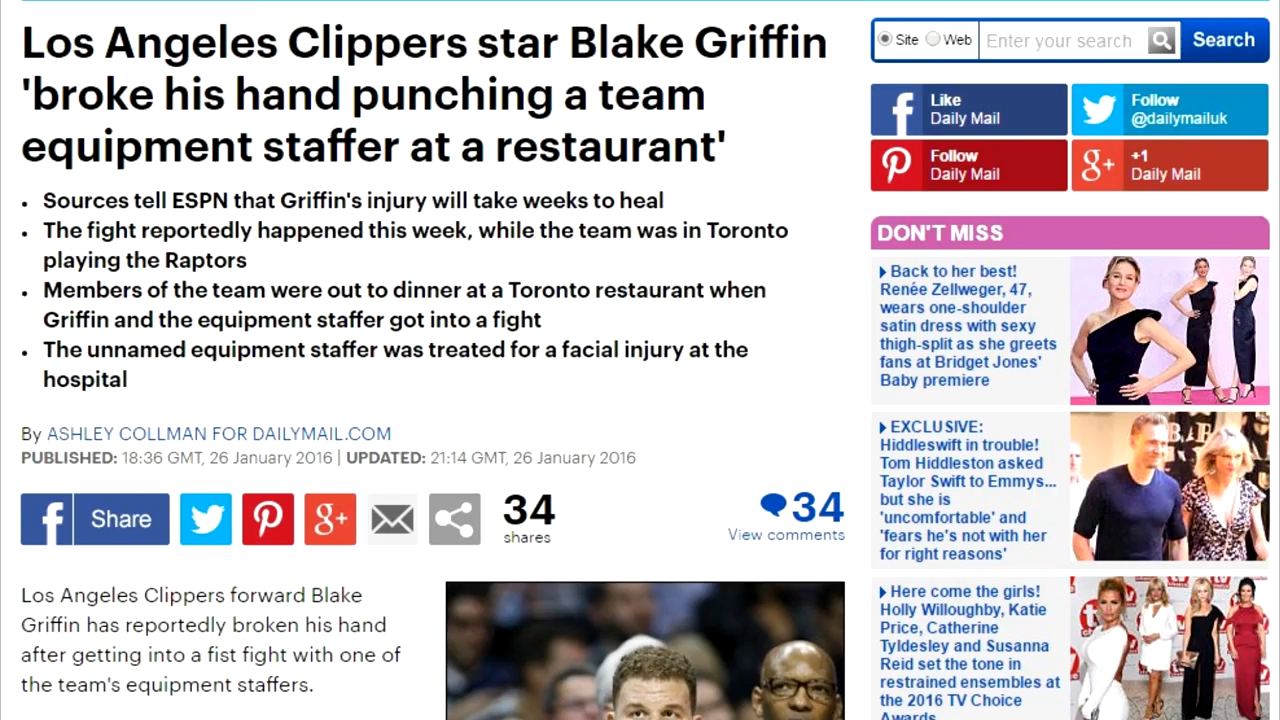 Los Angeles Clippers star Blake Griffin
'broke his hand punching a team
equipment staffer at a restaurant'
• Sources tell ESPN that Griffin's injury will take weeks to heal
• The fight reportedly happened this week, while the team was in Toronto
playing the Raptors
• Members of the team were out to dinner at a Toronto restaurant when
Griffin and the equipment staffer got into a fight
• The unnamed equipment staffer was treated for a facial injury at the
hospital
By ASHLEY COLLMAN FOR DAILYMAIL.COM
PUBLISHED: 18:36 GMT, 26 January 2016 | UPDATED: 21:14 GMT, 26 January 2016
Share
34
shares
34
View comments
Los Angeles Clippers forward Blake
Griffin has reportedly broken his hand
after getting into a fist fight with one of
the team's equipment staffers.
Site Web Enter your search Search
Like
Daily Mail
Follow
@dailymailuk
Follow
Daily Mail
+1
Daily Mail
DON'T MISS
Back to her best!
Renée Zellweger, 47,
wears one-shoulder
satin dress with sexy
thigh-split as she greets
fans at Bridget Jones'
Baby premiere
EXCLUSIVE:
Hiddleswift in trouble!
Tom Hiddleston asked
Taylor Swift to Emmys...
but she is
'uncomfortable' and
'fears he's not with her
for right reasons'
Here come the girls!
Holly Willoughby, Katie
Price, Catherine
Tyldesley and Susanna
Reid set the tone in
restrained ensembles at
the 2016 TV Choice
Awards